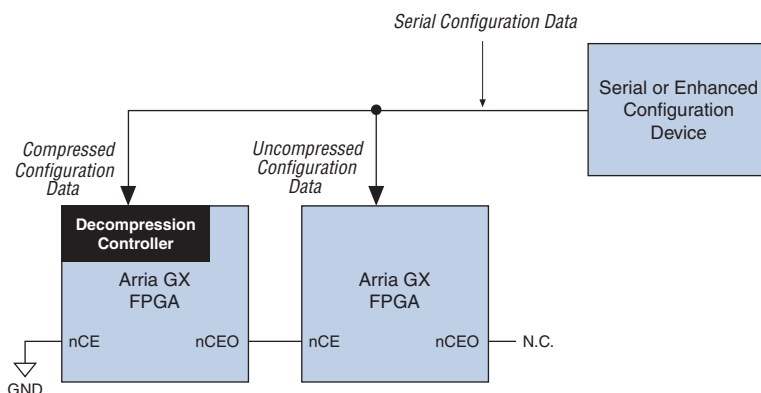 Serial Configuration Data
Serial or Enhanced
Configuration
Device
Compressed
Configuration
Data
Uncompressed
Configuration
Data
Decompression
Controller
Arria GX
FPGA
Arria GX
FPGA
nCE
nCEO
nCE
nCEO
N.C.
GND